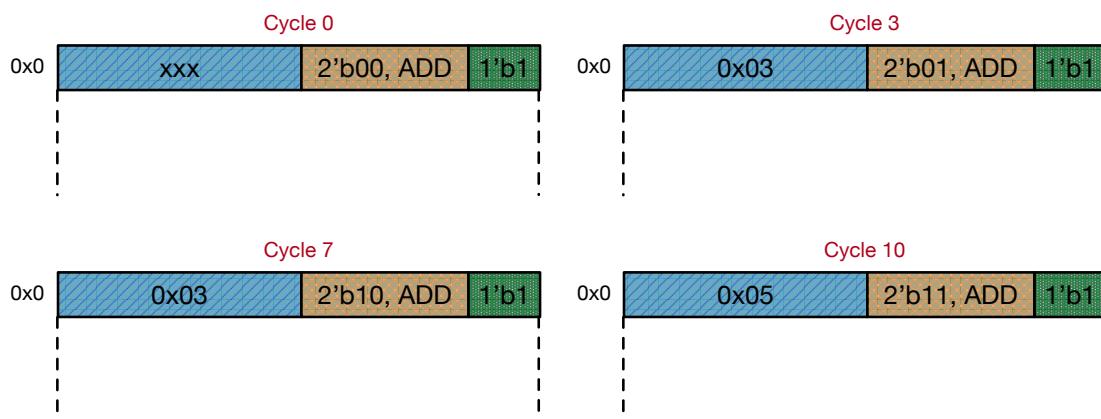 Cycle 0
0x0 xxx 2’b00, ADD 1’b1
Cycle 3
0x0 0x03 2’b01, ADD 1’b1
Cycle 7
0x0 0x03 2’b10, ADD 1’b1
Cycle 10
0x0 0x05 2’b11, ADD 1’b1